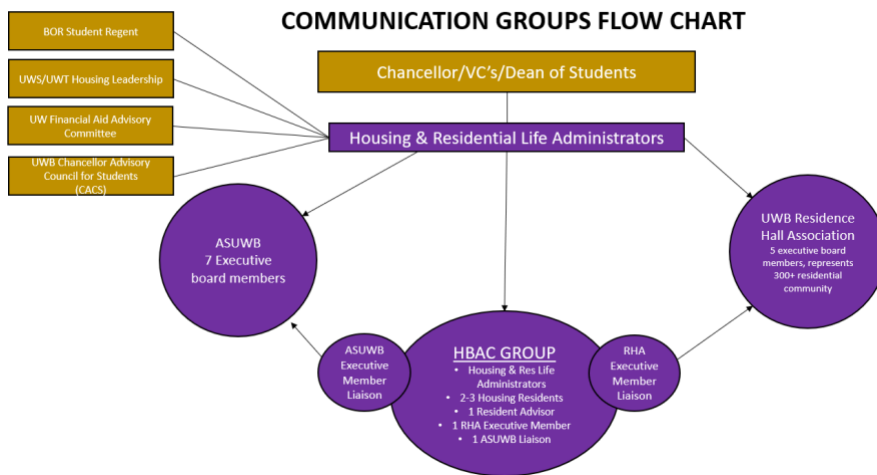 COMMUNICATION GROUPS FLOW CHART
BOR Student Regent
UWS/UWT Housing Leadership
UW Financial Aid Advisory
Committee
UWB Chancellor Advisory
Council for Students
(CACS)
Chancellor/VC's/Dean of Students
Housing & Residential Life Administrators
ASUWB
7 Executive
board members
UWB Residence
Hall Association
5 executive board
members, represents
300+ residential
community
ASUWB
Executive
Member
Liaison
HBAC GROUP
• Housing & Res Life
Administrators
• 2-3 Housing Residents
• 1 Resident Advisor
• 1 RHA Executive Member
• 1 ASUWB Liaison
RHA
Executive
Member
Liaison